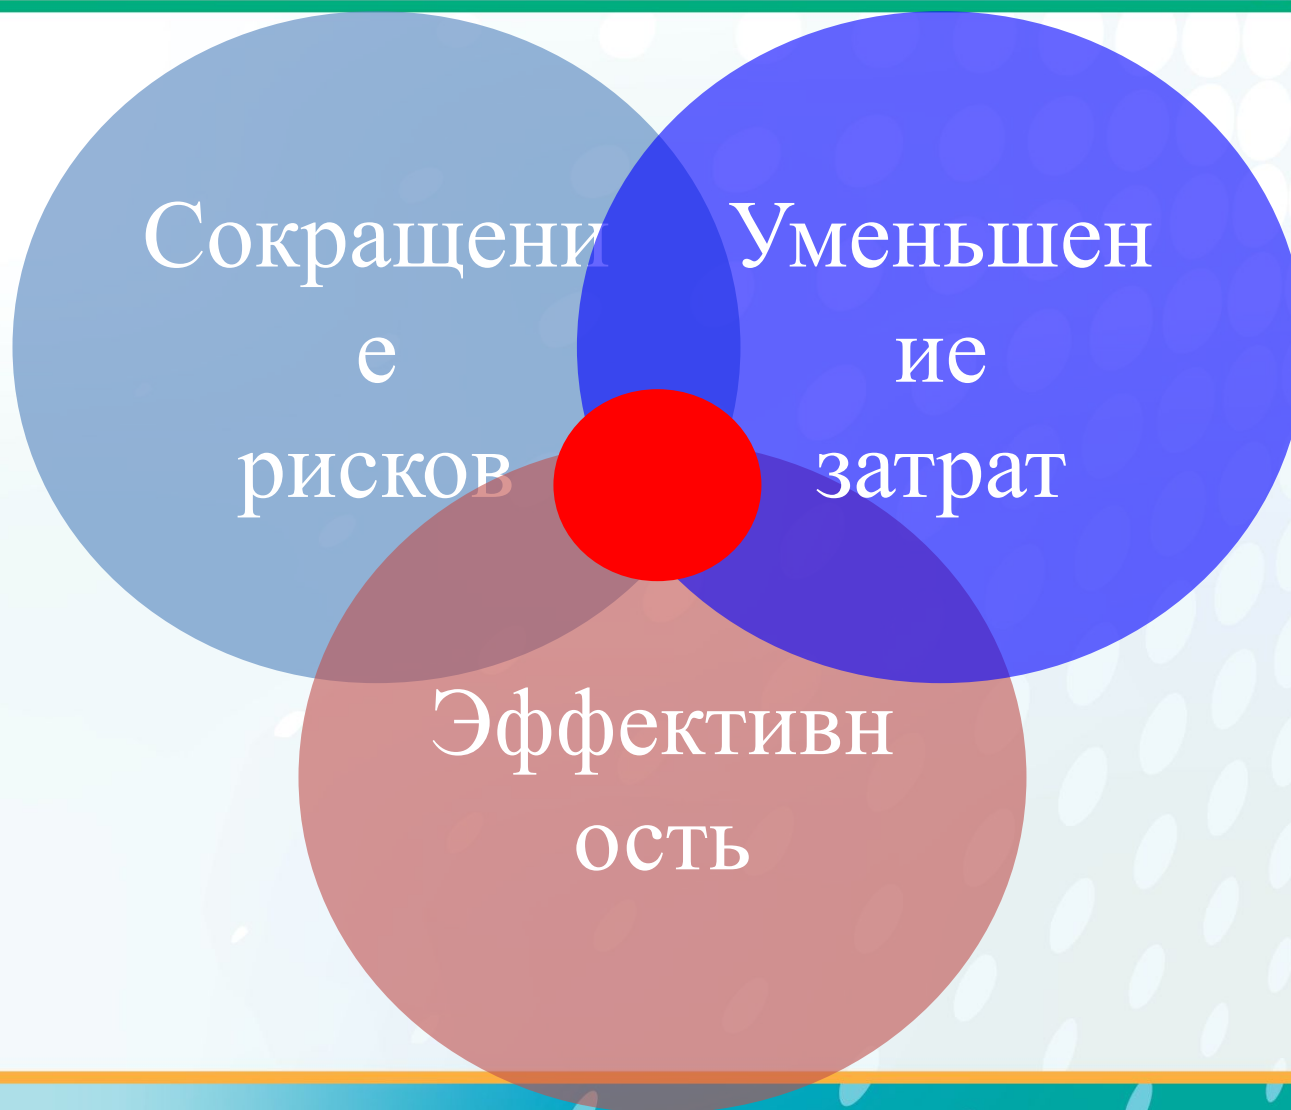 Сокращени
е
рисков
Уменьшен
ие
затрат
Эффективн
ость